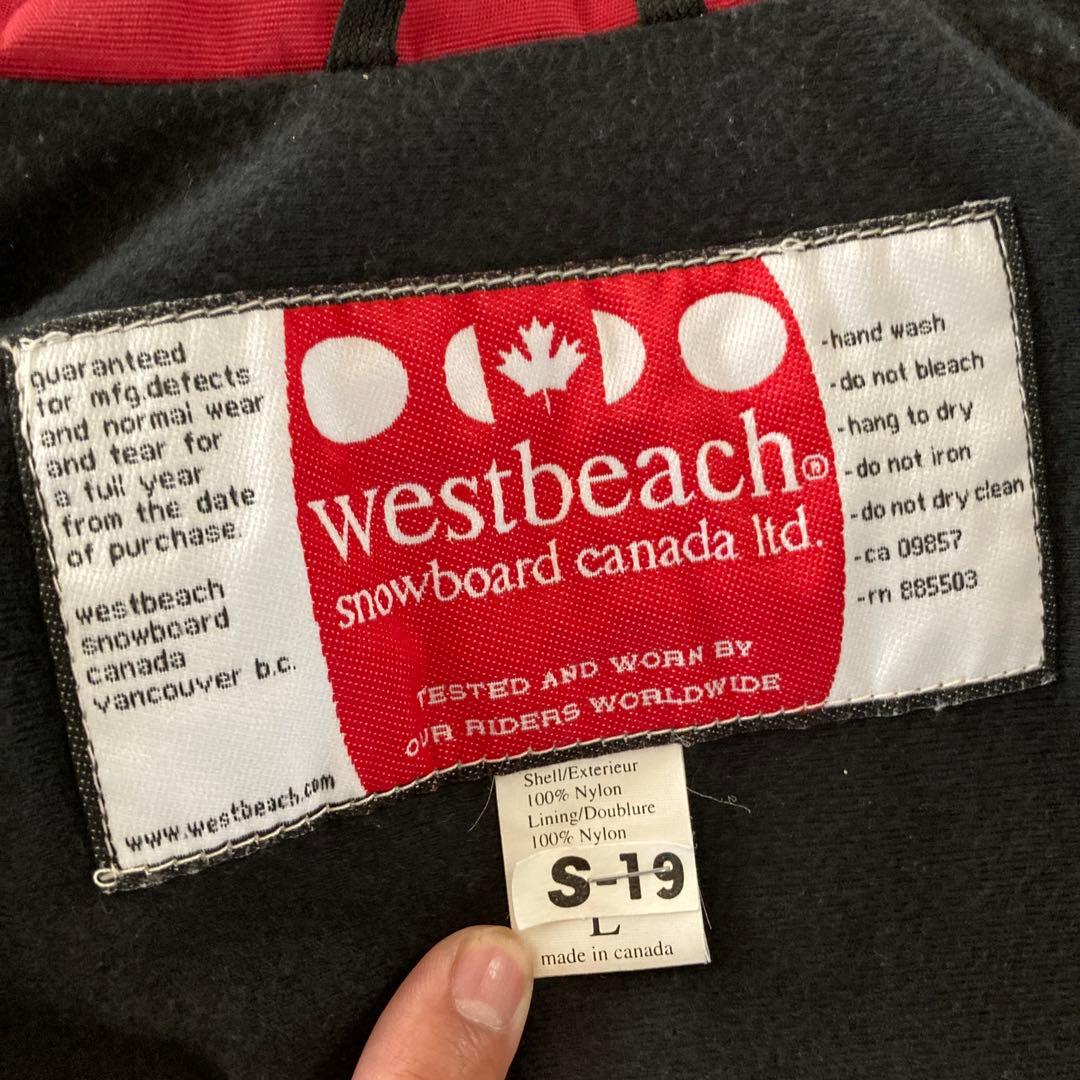 guaranteed
for mfg.defects
and normal wear
and tear for
a full year
from the date
of purchase.
westbeach
snowboard
canada
vancouver b.c.
www.westbeach.com
westbeach®
snowboard canada ltd.
TESTED AND WORN BY
OUR RIDERS WORLDWIDE
-hand wash
-do not bleach
-hang to dry
-do not iron
-do not dry clean
-ca 09857
-rn 885503
Shell/Exterieur
100% Nylon
Lining/Doublure
100% Nylon
S-19
L
made in canada